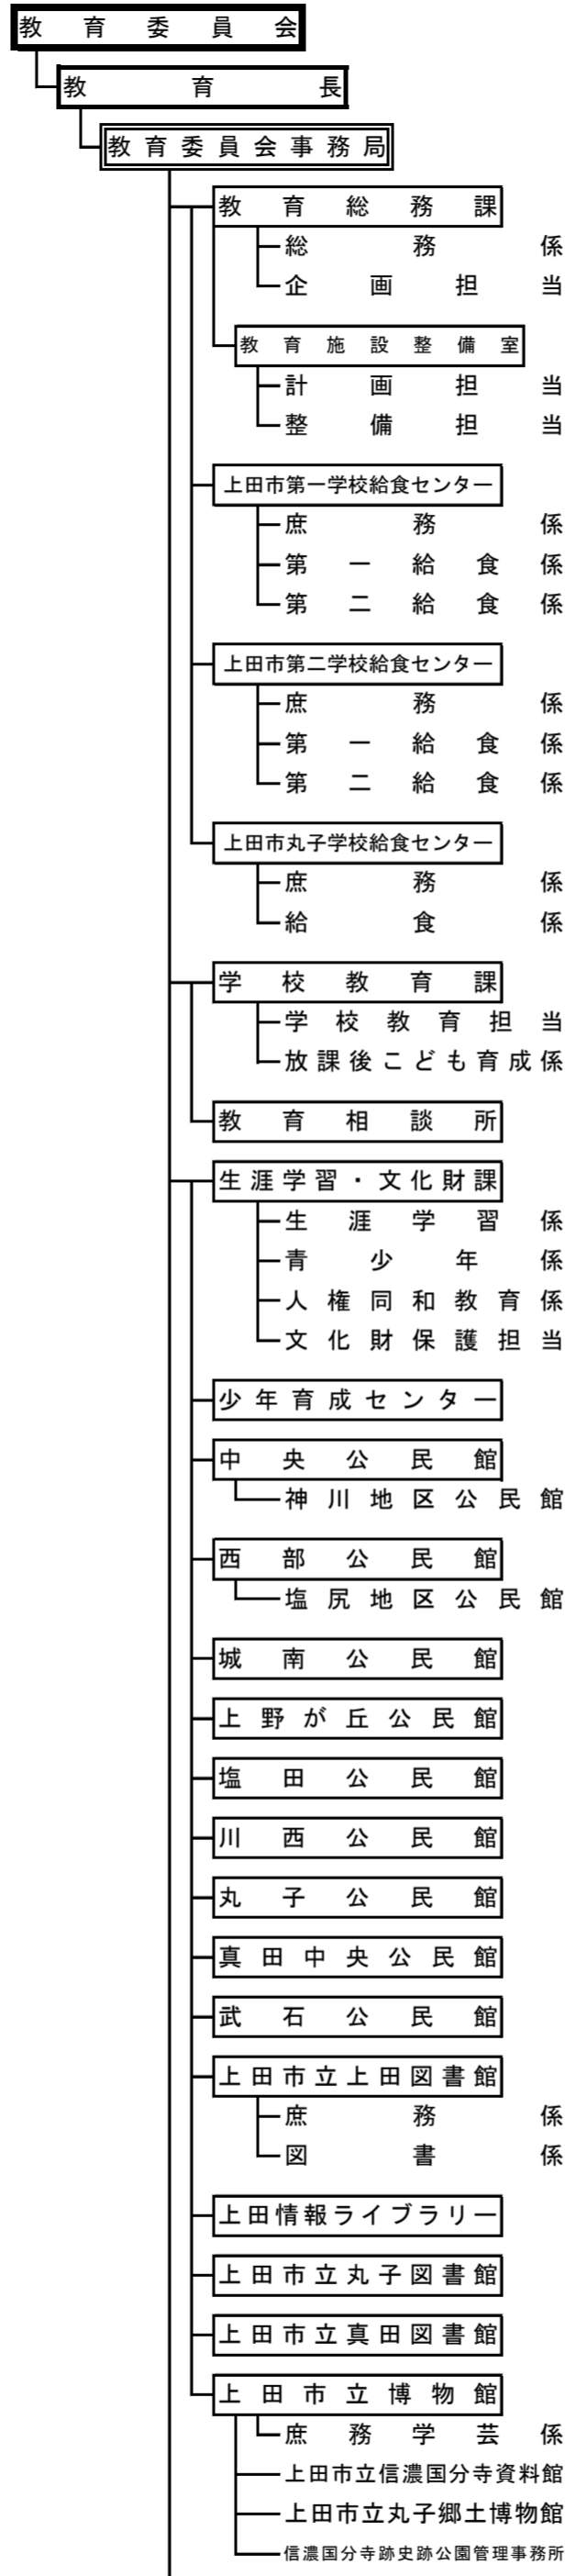 教育委員会
教育長
教育委員会事務局
教育総務課
総務係
企画担当
教育施設整備室
計画担当
整備担当
上田市第一学校給食センター
庶務係
第一給食係
第二給食係
上田市第二学校給食センター
庶務係
第一給食係
第二給食係
上田市丸子学校給食センター
庶務係
給食係
学校教育課
学校教育担当
放課後こども育成係
教育相談所
生涯学習・文化財課
生涯学習係
青少年係
人権同和教育係
文化財保護担当
少年育成センター
中央公民館
神川地区公民館
西部公民館
塩尻地区公民館
城南公民館
上野が丘公民館
塩田公民館
川西公民館
丸子公民館
真田中央公民館
武石公民館
上田市立上田図書館
庶務係
図書係
上田情報ライブラリー
上田市立丸子図書館
上田市立真田図書館
上田市立博物館
庶務学芸係
上田市立信濃国分寺資料館
上田市立丸子郷土博物館
信濃国分寺跡史跡公園管理事務所